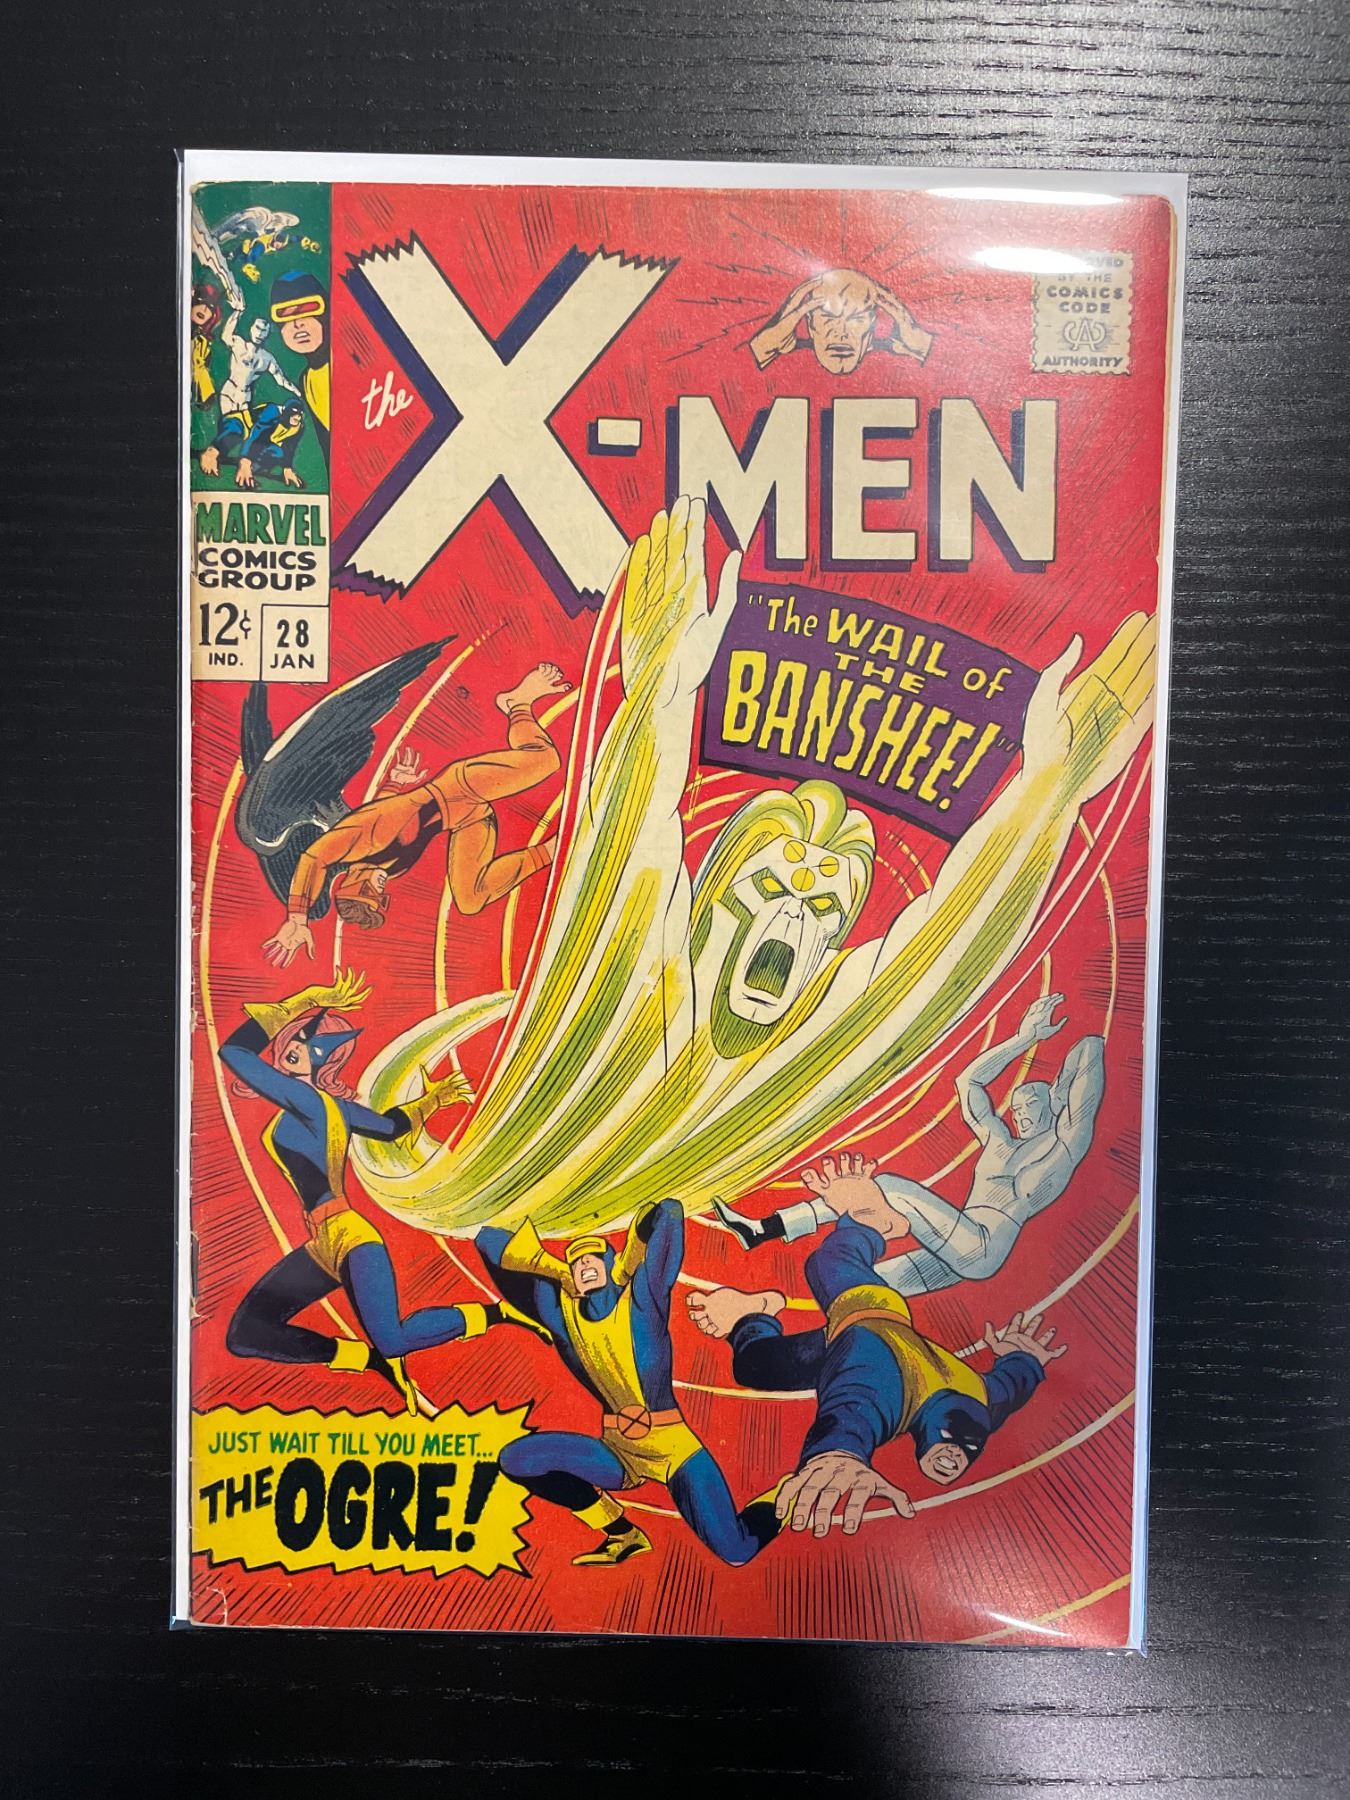 the X-MEN
BY THE
COMICS
CODE
CA
AUTHORITY
MARVEL
COMICS
GROUP
12¢
IND.
28
JAN
"The WAIL of
THE
BANSHEE!"
JUST WAIT TILL YOU MEET...
THE OGRE!